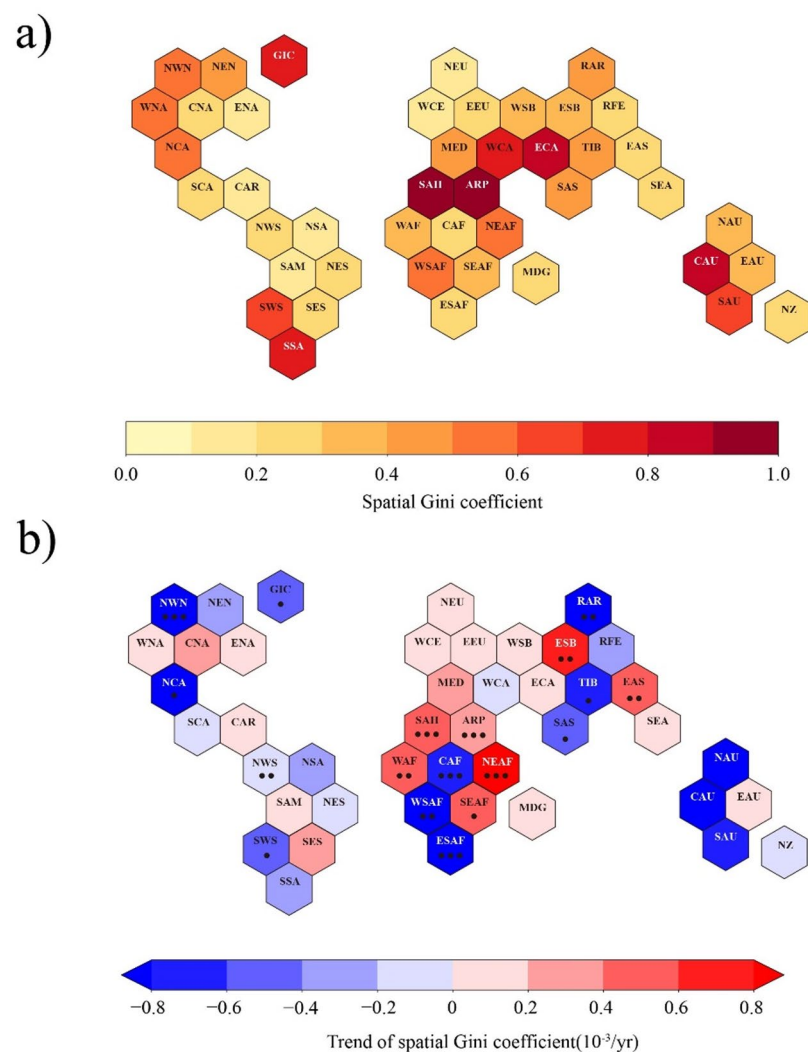 a)
GIC
NWN NEN
WNA CNA ENA
NCA
SCA CAR
NWS NSA
SAM NES
SWS SES
SSA
NEU RAR
WCE EEU WSB ESB RFE
MED WCA ECA TIB EAS
SAH ARP SAS SEA
WAF CAF NEAF
WSAF SEAF MDG
ESAF
NAU
CAU EAU
SAU NZ
0.0 0.2 0.4 0.6 0.8 1.0
Spatial Gini coefficient
b)
GIC
NWN NEN
WNA CNA ENA
NCA
SCA CAR
NWS NSA
SAM NES
SWS SES
SSA
NEU RAR
WCE EEU WSB ESB RFE
MED WCA ECA TIB EAS
SAH ARP SAS SEA
WAF CAF NEAF
WSAF SEAF MDG
ESAF
NAU
CAU EAU
SAU NZ
−0.8 −0.6 −0.4 −0.2 0 0.2 0.4 0.6 0.8
Trend of spatial Gini coefficient(10⁻³/yr)